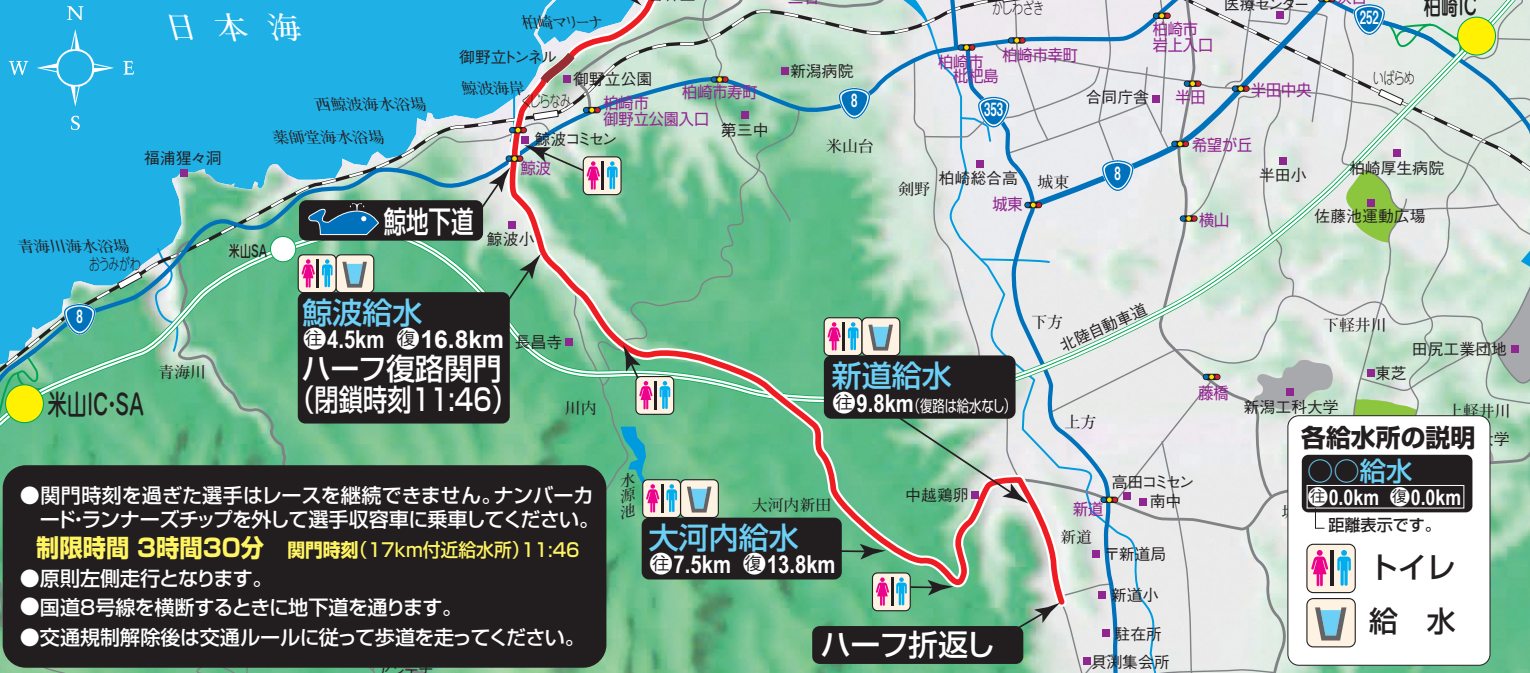 N
W
E
S
日本海
柏崎マリーナ
かしわざき
医療センター
柏崎IC
252
御野立トンネル
御野立公園
鯨波海岸
くじらなみ
柏崎市
御野立公園入口
柏崎市寿町
新潟病院
8
第三中
米山台
柏崎市
枇杷島
柏崎市幸町
柏崎市
岩上入口
353
合同庁舎
半田
半田中央
いばらめ
西鯨波海水浴場
薬師堂海水浴場
福浦猩々洞
鯨波コミセン
鯨波
鯨地下道
鯨波小
剣野
柏崎総合高
城東
城東
8
希望が丘
半田小
柏崎厚生病院
佐藤池運動広場
横山
青海川海水浴場
おうみがわ
米山SA
8
青海川
米山IC・SA
鯨波給水
往4.5km 復16.8km
ハーフ復路関門
(閉鎖時刻11:46)
長昌寺
川内
水源池
新道給水
往9.8km(復路は給水なし)
下方
北陸自動車道
上方
下軽井川
田尻工業団地
東芝
藤橋
新潟工科大学
上軽井川
大河内新田
中越鶏卵
大河内給水
往7.5km 復13.8km
高田コミセン
南中
新道
新道
〒新道局
新道小
駐在所
貝渕集会所
ハーフ折返し
●関門時刻を過ぎた選手はレースを継続できません。ナンバーカ
ード・ランナーズチップを外して選手収容車に乗車してください。
制限時間 3時間30分 関門時刻(17km付近給水所)11:46
●原則左側走行となります。
●国道8号線を横断するときに地下道を通ります。
●交通規制解除後は交通ルールに従って歩道を走ってください。
各給水所の説明
○○給水
往0.0km 復0.0km
距離表示です。
トイレ
給 水